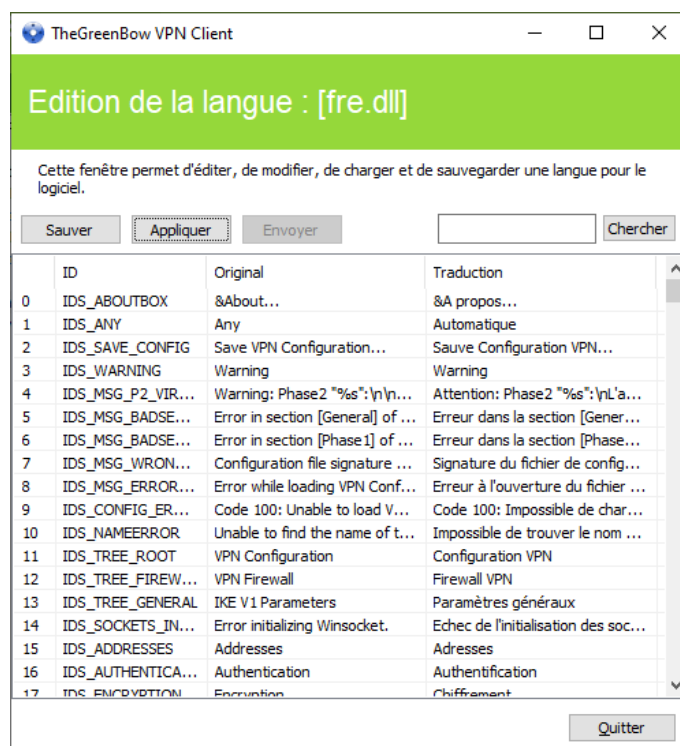 TheGreenBow VPN Client
Edition de la langue : [fre.dll]
Cette fenêtre permet d'éditer, de modifier, de charger et de sauvegarder une langue pour le
logiciel.
Sauver Appliquer Envoyer Chercher
ID Original Traduction
0 IDS_ABOUTBOX &About... &A propos...
1 IDS_ANY Any Automatique
2 IDS_SAVE_CONFIG Save VPN Configuration... Sauve Configuration VPN...
3 IDS_WARNING Warning Warning
4 IDS_MSG_P2_VIR... Warning: Phase2 "%s":\n\n... Attention: Phase2 "%s":\nL'a...
5 IDS_MSG_BADSE... Error in section [General] of ... Erreur dans la section [Gener...
6 IDS_MSG_BADSE... Error in section [Phase1] of ... Erreur dans la section [Phase...
7 IDS_MSG_WRON... Configuration file signature ... Signature du fichier de config...
8 IDS_MSG_ERROR... Error while loading VPN Conf... Erreur à l'ouverture du fichier ...
9 IDS_CONFIG_ER... Code 100: Unable to load V... Code 100: Impossible de char...
10 IDS_NAMEERROR Unable to find the name of t... Impossible de trouver le nom ...
11 IDS_TREE_ROOT VPN Configuration Configuration VPN
12 IDS_TREE_FIREW... VPN Firewall Firewall VPN
13 IDS_TREE_GENERAL IKE V1 Parameters Paramètres généraux
14 IDS_SOCKETS_IN... Error initializing Winsocket. Echec de l'initialisation des soc...
15 IDS_ADDRESSES Addresses Adresses
16 IDS_AUTHENTICA... Authentication Authentification
17 IDS_ENCRYPTION Encryption Chiffrement
Quitter